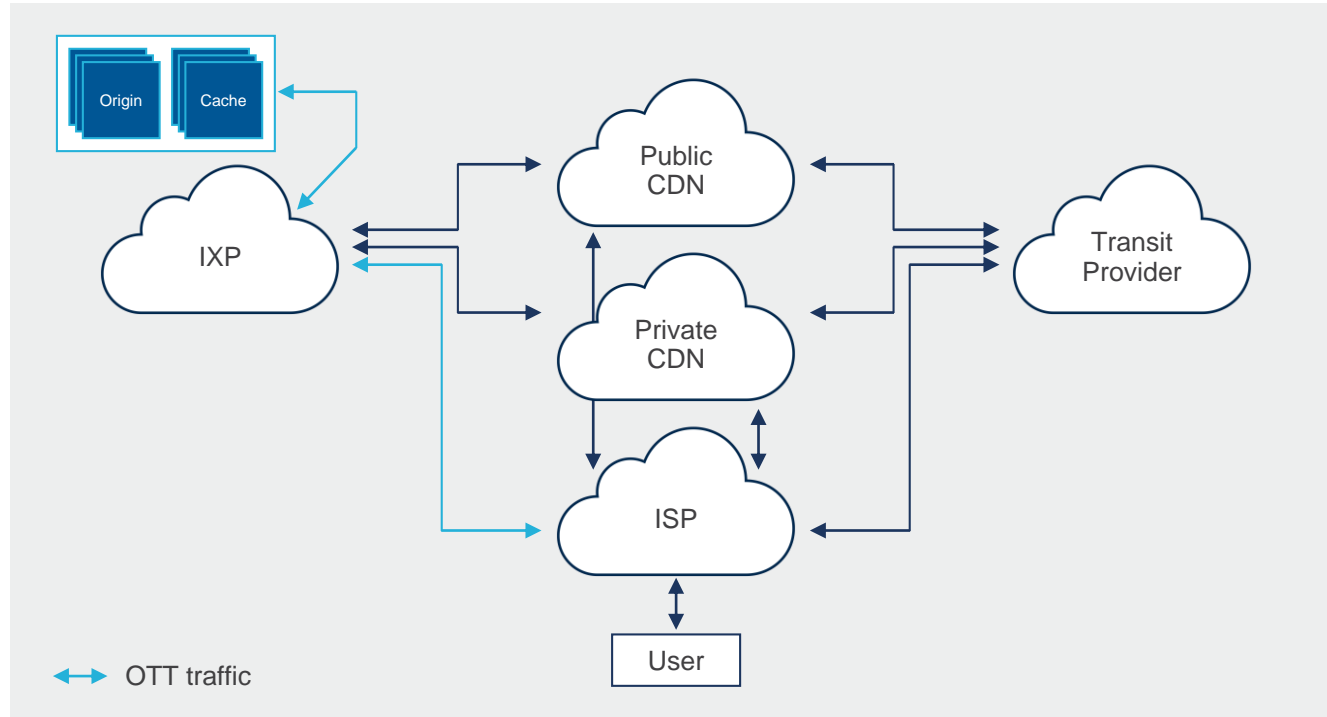 Origin
Cache
Public
CDN
IXP
Transit
Provider
Private
CDN
ISP
User
OTT traffic